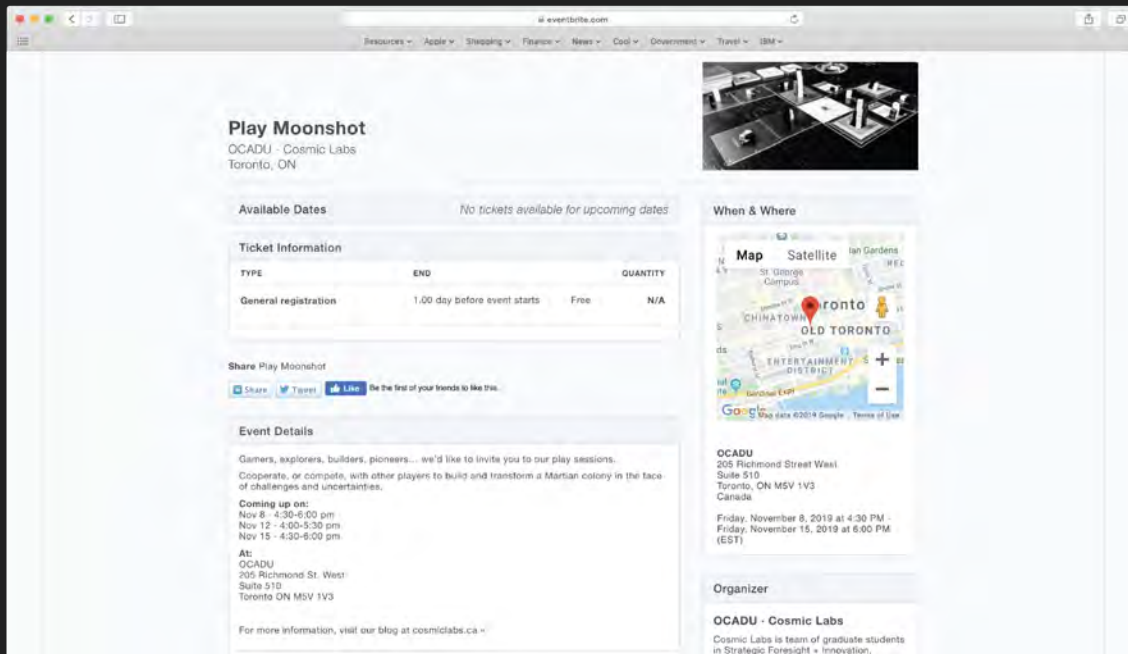 eventbrite.com
Resources Apple Shopping Finance News Cool Government Travel IBM
Play Moonshot
OCADU - Cosmic Labs
Toronto, ON
Available Dates No tickets available for upcoming dates
Ticket Information
TYPE END QUANTITY
General registration 1.00 day before event starts Free N/A
Share Play Moonshot
Share Tweet Like Be the first of your friends to like this.
Event Details
Gamers, explorers, builders, pioneers... we'd like to invite you to our play sessions.
Cooperate, or compete, with other players to build and transform a Martian colony in the face
of challenges and uncertainties.
Coming up on:
Nov 8 - 4:30-6:00 pm
Nov 12 - 4:00-5:30 pm
Nov 15 - 4:30-6:00 pm
At:
OCADU
205 Richmond St. West
Suite 510
Toronto ON M5V 1V3
For more information, visit our blog at cosmiclabs.ca »
When & Where
Map Satellite
St. George
Campus
Toronto
CHINATOWN
OLD TORONTO
ENTERTAINMENT
DISTRICT
Gardiner Expy
Google Map data ©2019 Google Terms of Use
OCADU
205 Richmond Street West
Suite 510
Toronto, ON M5V 1V3
Canada
Friday, November 8, 2019 at 4:30 PM -
Friday, November 15, 2019 at 6:00 PM
(EST)
Organizer
OCADU - Cosmic Labs
Cosmic Labs is team of graduate students
in Strategic Foresight + Innovation,